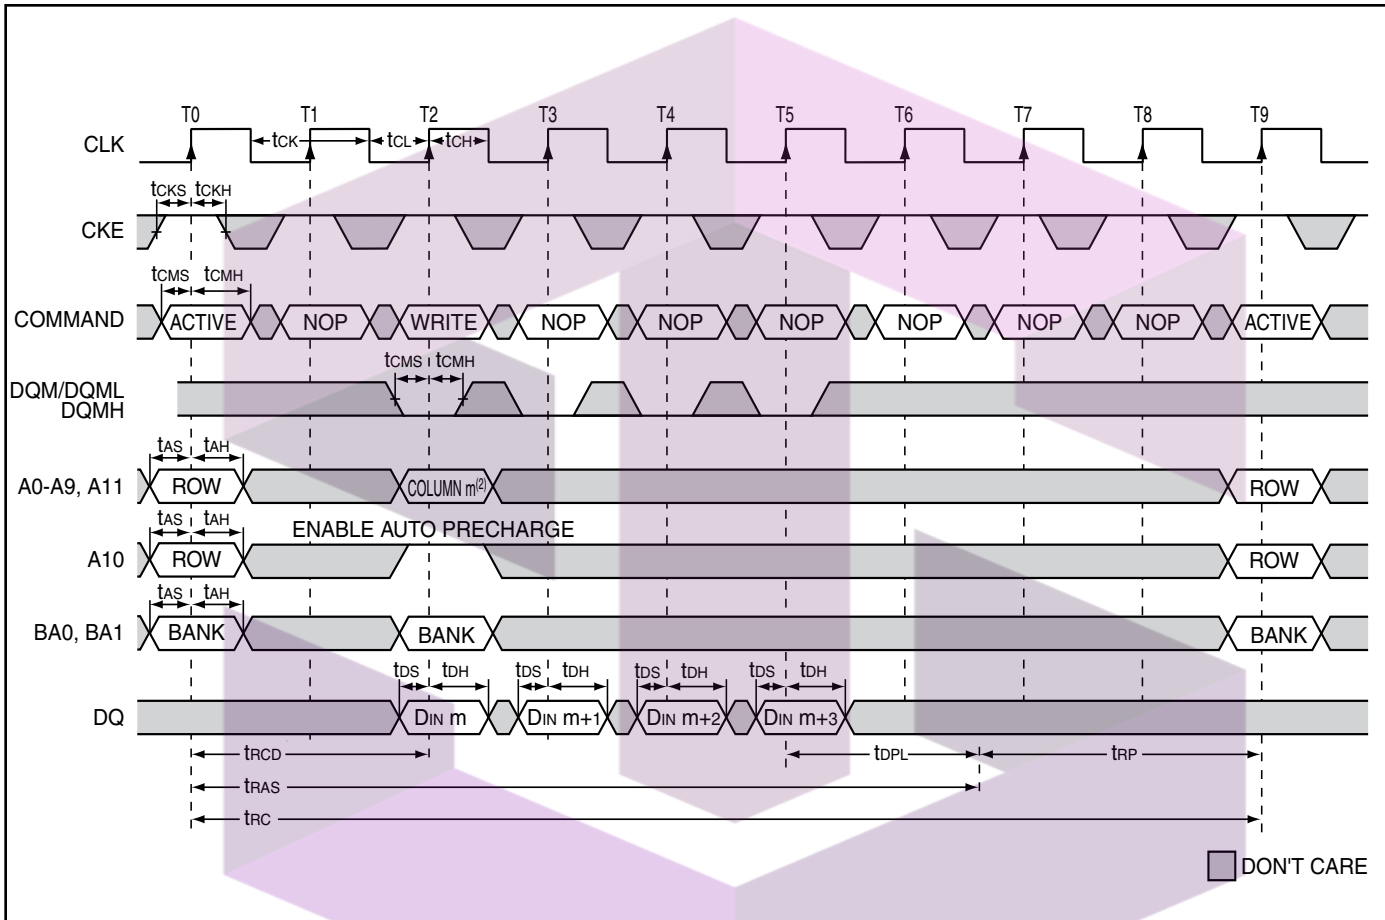 T0 T1 T2 T3 T4 T5 T6 T7 T8 T9
CLK tCK tCL tCH
tCKS tCKH
CKE
tCMS tCMH
COMMAND ACTIVE NOP WRITE NOP NOP NOP NOP NOP NOP ACTIVE
tCMS tCMH
DQM/DQML
DQMH
tAS tAH
A0-A9, A11 ROW COLUMN m(2) ROW
tAS tAH ENABLE AUTO PRECHARGE
A10 ROW ROW
tAS tAH
BA0, BA1 BANK BANK BANK
tDS tDH tDS tDH tDS tDH tDS tDH
DQ DIN m DIN m+1 DIN m+2 DIN m+3
tRCD tDPL tRP
tRAS
tRC
DON'T CARE